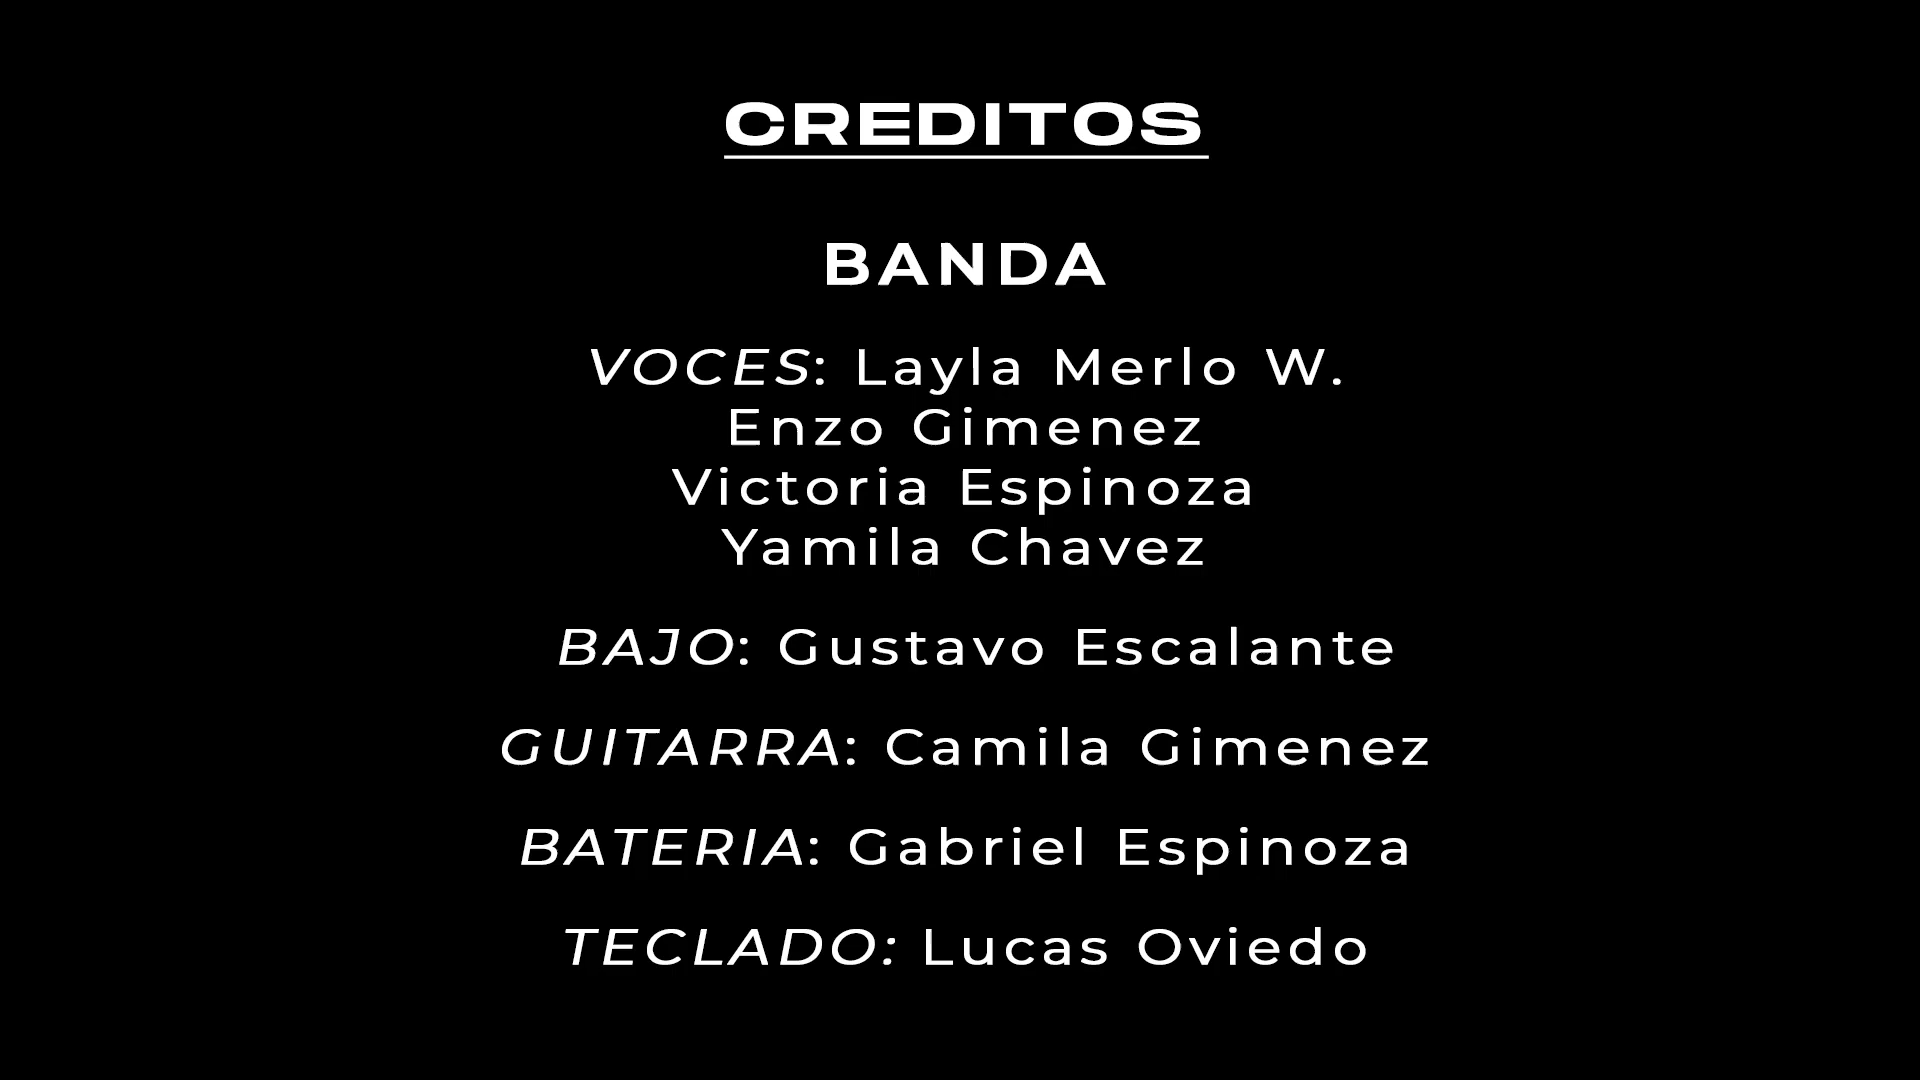 CREDITOS
BANDA
VOCES: Layla Merlo W.
Enzo Gimenez
Victoria Espinoza
Yamila Chavez
BAJO: Gustavo Escalante
GUITARRA: Camila Gimenez
BATERIA: Gabriel Espinoza
TECLADO: Lucas Oviedo